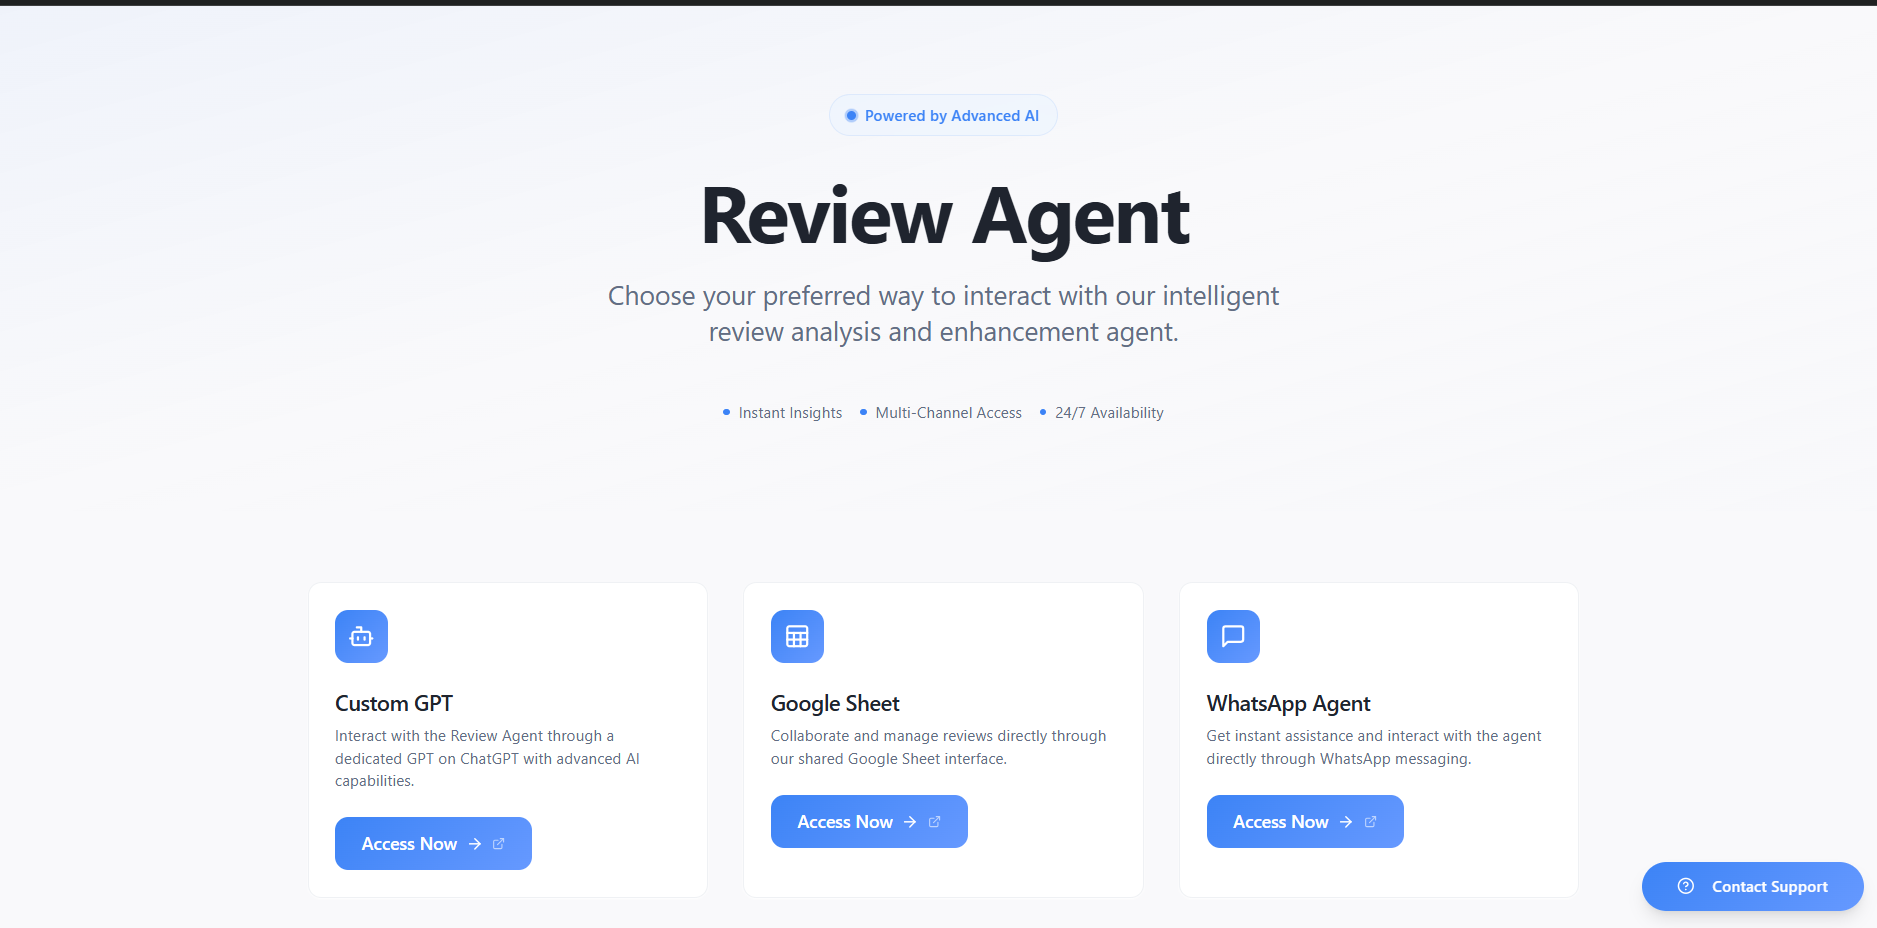 Powered by Advanced AI
Review Agent
Choose your preferred way to interact with our intelligent
review analysis and enhancement agent.
Instant Insights
Multi-Channel Access
24/7 Availability
Custom GPT
Interact with the Review Agent through a
dedicated GPT on ChatGPT with advanced AI
capabilities.
Access Now
Google Sheet
Collaborate and manage reviews directly through
our shared Google Sheet interface.
Access Now
WhatsApp Agent
Get instant assistance and interact with the agent
directly through WhatsApp messaging.
Access Now
Contact Support